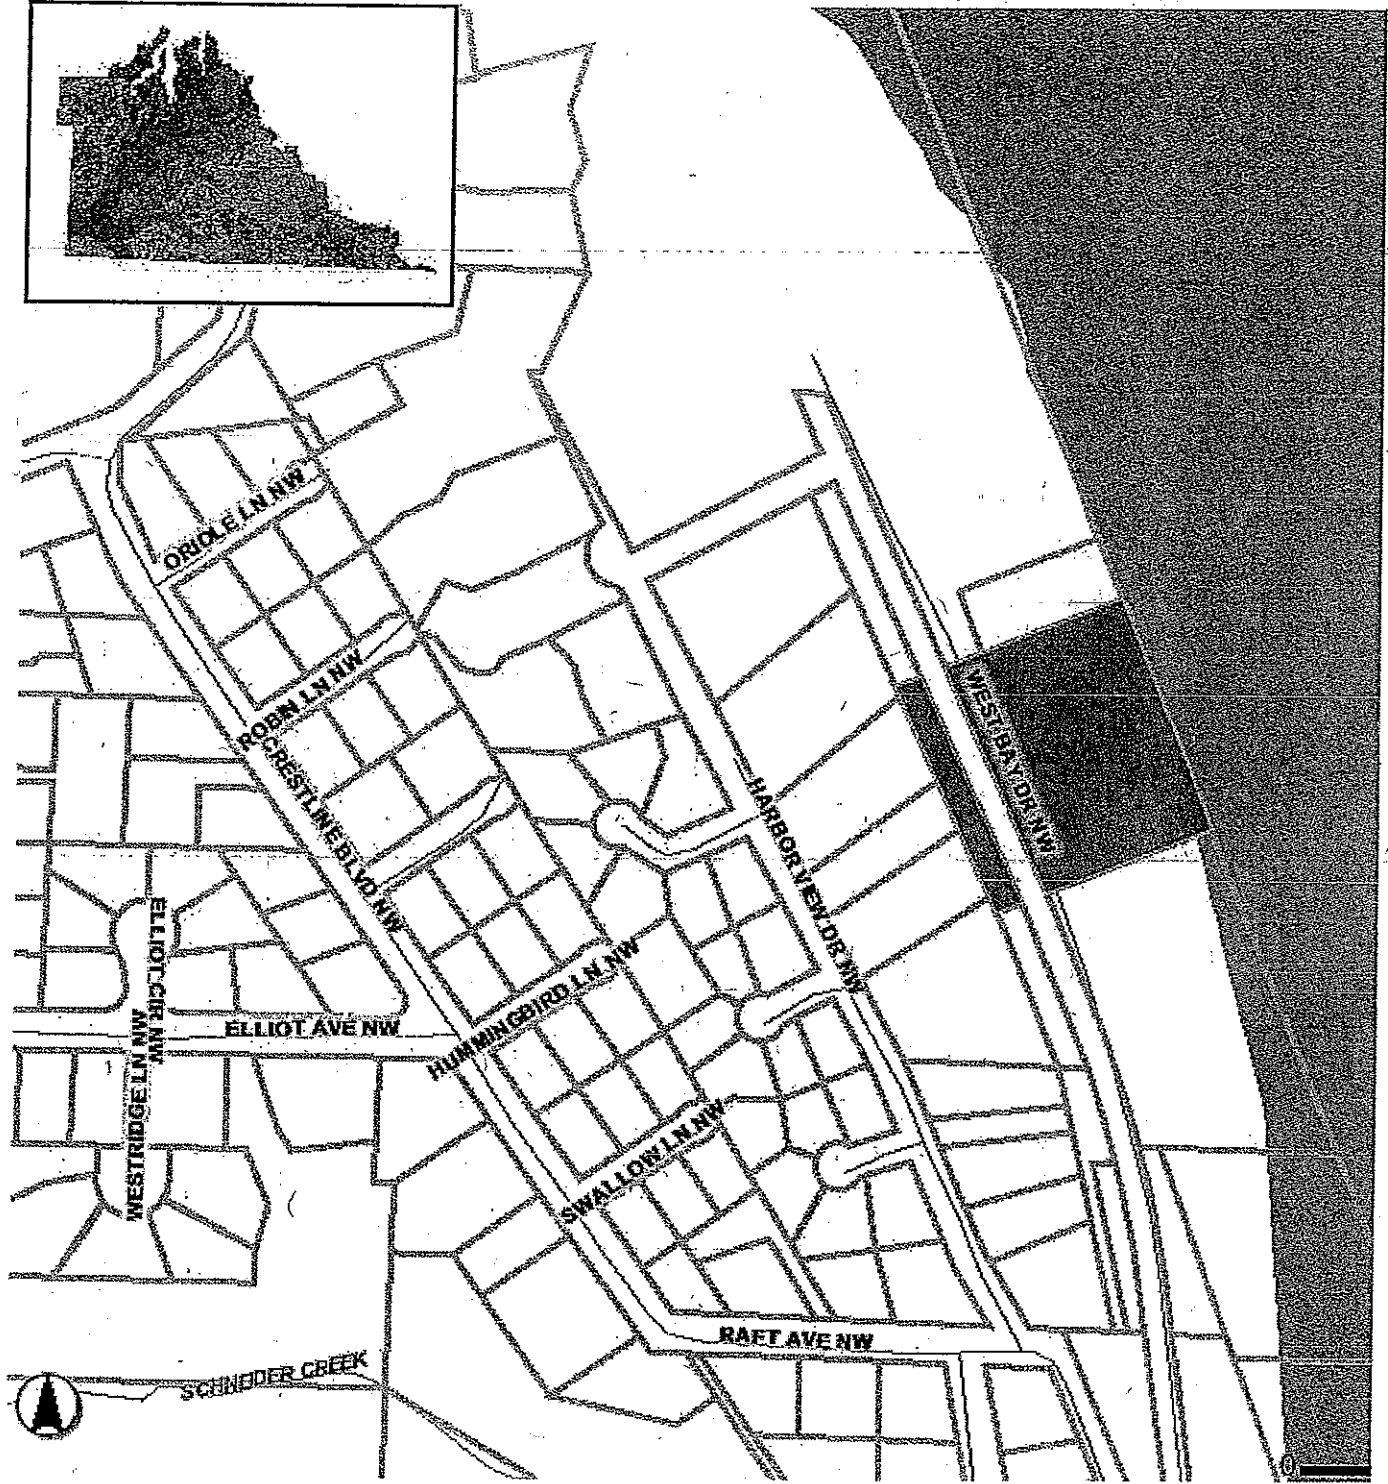 ORIOLE LN NW
ROBIN LN NW
CRESTLINE BLVD NW
WEST BAY DR NW
HARBOR VIEW DR NW
ELLIOT CIR NW
HUMMINGBIRD LN NW
ELLIOT AVE NW
WESTRIDGE LN NW
SWALLOW LN NW
RAFT AVE NW
SCHNEIDER CREEK
0